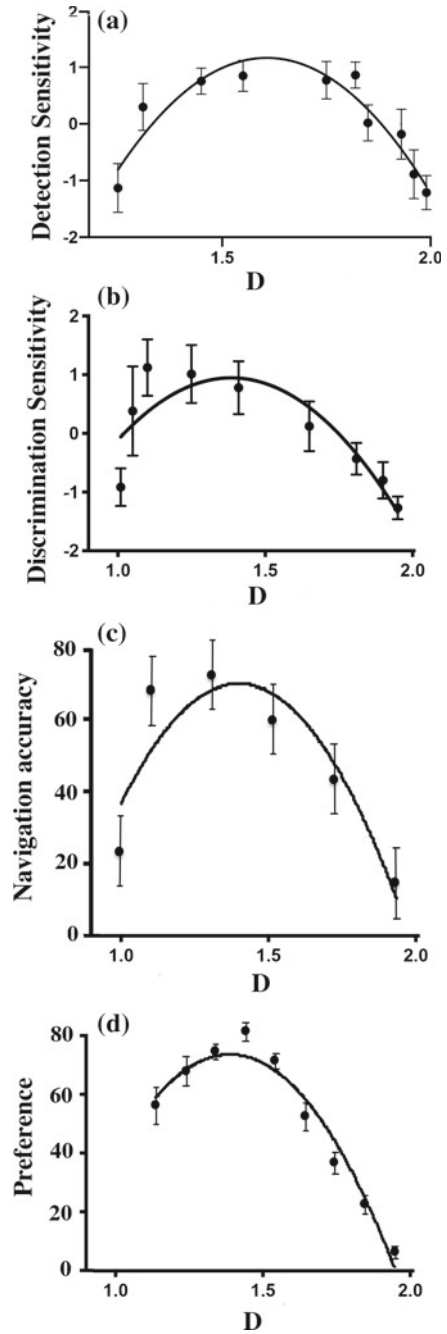 (a)
Detection Sensitivity
2
1
0
-1
-2
1.5
2.0
D
(b)
Discrimination Sensitivity
2
1
0
-1
-2
1.0
1.5
2.0
D
(c)
Navigation accuracy
80
60
40
20
0
1.0
1.5
2.0
D
(d)
Preference
80
60
40
20
0
1.0
1.5
2.0
D